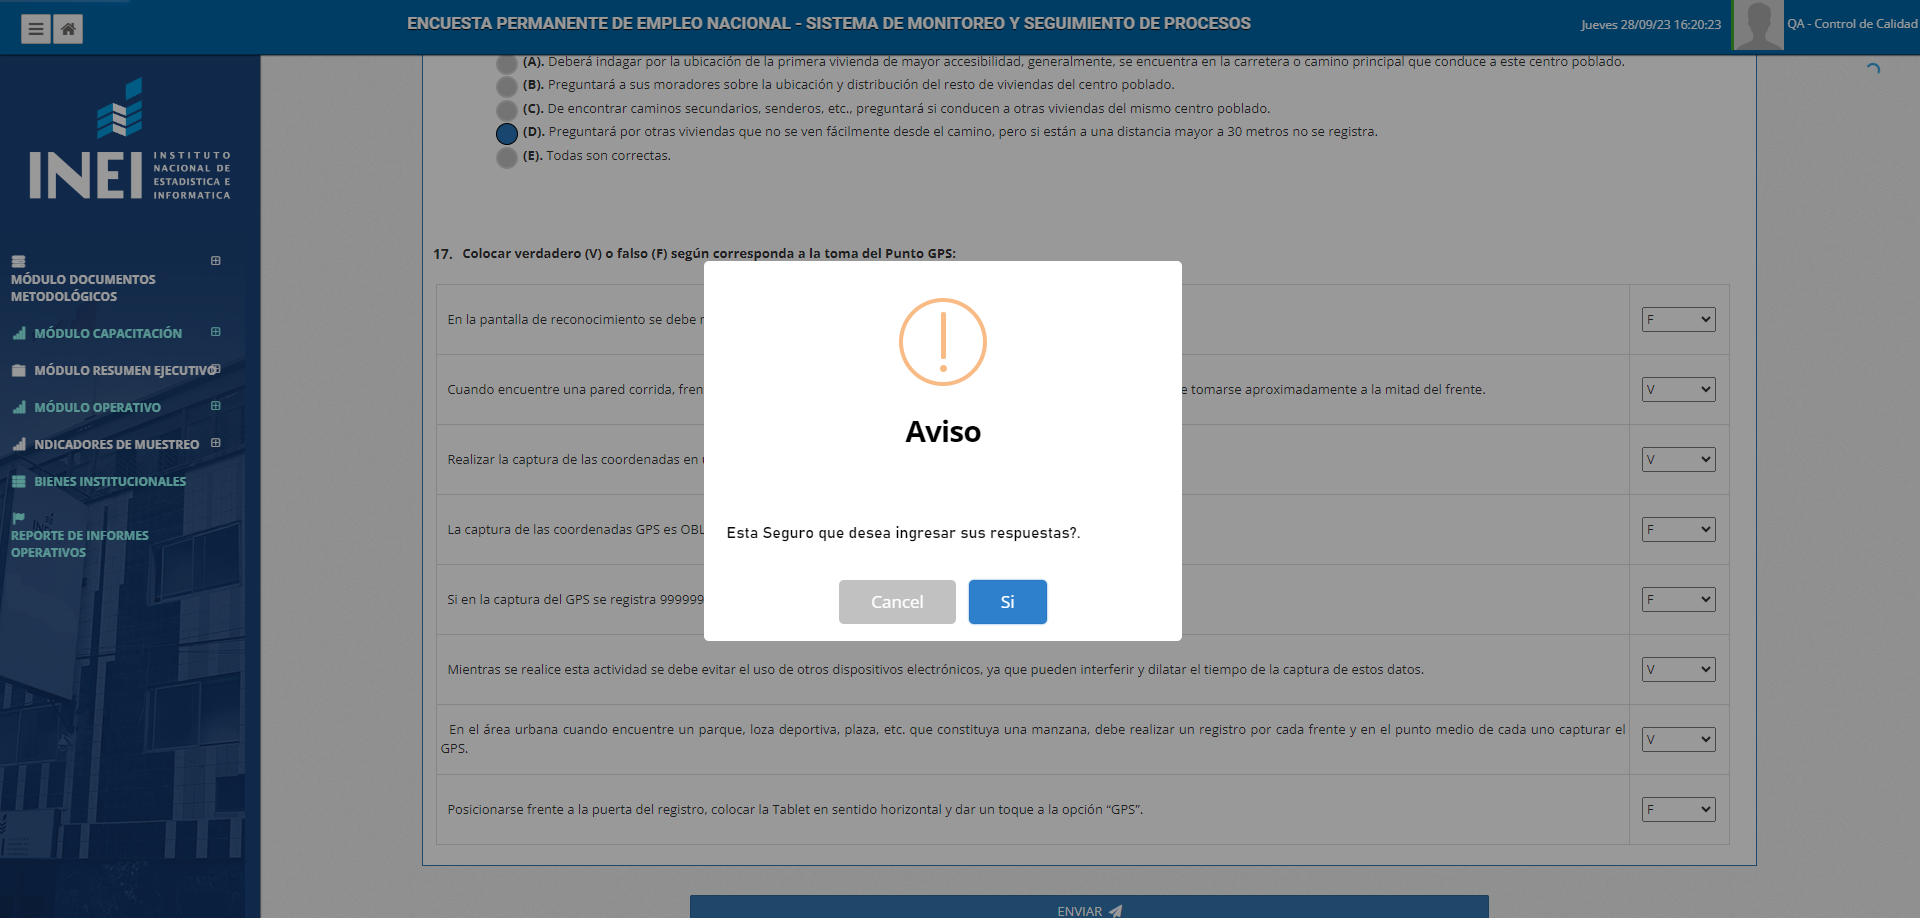 ENCUESTA PERMANENTE DE EMPLEO NACIONAL - SISTEMA DE MONITOREO Y SEGUIMIENTO DE PROCESOS
Jueves 28/09/23 16:20:23
QA - Control de Calidad
INEI
INSTITUTO
NACIONAL DE
ESTADISTICA E
INFORMATICA
MÓDULO DOCUMENTOS
METODOLÓGICOS
MÓDULO CAPACITACIÓN
MÓDULO RESUMEN EJECUTIVO
MÓDULO OPERATIVO
NDICADORES DE MUESTREO
BIENES INSTITUCIONALES
REPORTE DE INFORMES
OPERATIVOS
(A). Deberá indagar por la ubicación de la primera vivienda de mayor accesibilidad, generalmente, se encuentra en la carretera o camino principal que conduce a este centro poblado.
(B). Preguntará a sus moradores sobre la ubicación y distribución del resto de viviendas del centro poblado.
(C). De encontrar caminos secundarios, senderos, etc., preguntará si conducen a otras viviendas del mismo centro poblado.
(D). Preguntará por otras viviendas que no se ven fácilmente desde el camino, pero si están a una distancia mayor a 30 metros no se registra.
(E). Todas son correctas.
17. Colocar verdadero (V) o falso (F) según corresponda a la toma del Punto GPS:
En la pantalla de reconocimiento se debe
F
Cuando encuentre una pared corrida, tomarse aproximadamente a la mitad del frente.
V
Realizar la captura de las coordenadas en
V
La captura de las coordenadas GPS es
F
Si en la captura del GPS se registra 999999
F
Mientras se realice esta actividad se debe evitar el uso de otros dispositivos electrónicos, ya que pueden interferir y dilatar el tiempo de la captura de estos datos.
V
En el área urbana cuando encuentre un parque, loza deportiva, plaza, etc. que constituya una manzana, debe realizar un registro por cada frente y en el punto medio de cada uno capturar el
GPS.
V
Posicionarse frente a la puerta del registro, colocar la Tablet en sentido horizontal y dar un toque a la opción “GPS”.
F
Aviso
Esta Seguro que desea ingresar sus respuestas?.
Cancel
Si
ENVIAR